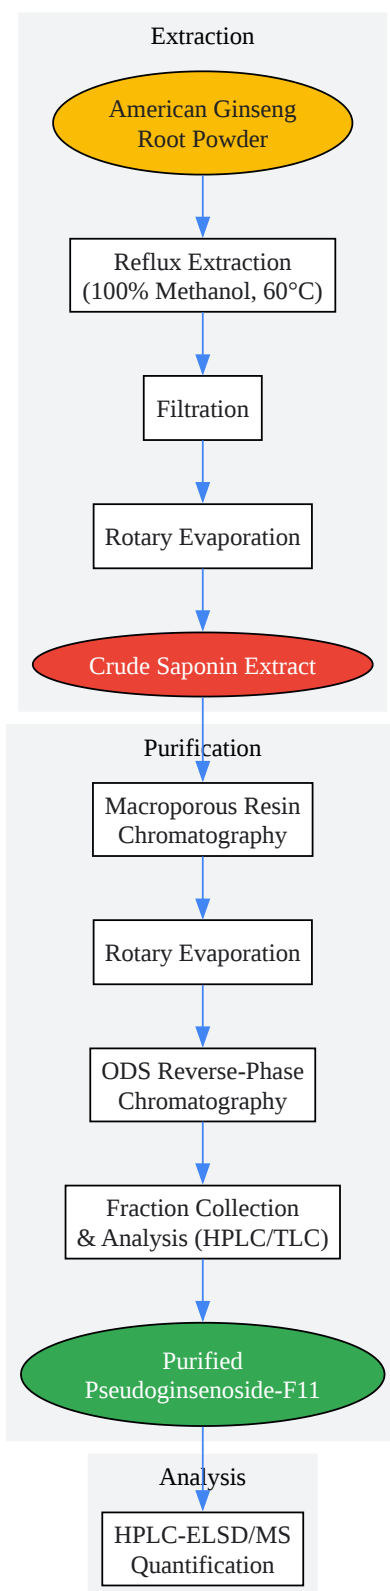 Extraction
American Ginseng
Root Powder
Reflux Extraction
(100% Methanol, 60°C)
Filtration
Rotary Evaporation
Crude Saponin Extract
Purification
Macroporous Resin
Chromatography
Rotary Evaporation
ODS Reverse-Phase
Chromatography
Fraction Collection
& Analysis (HPLC/TLC)
Purified
Pseudoginsenoside-F11
Analysis
HPLC-ELSD/MS
Quantification